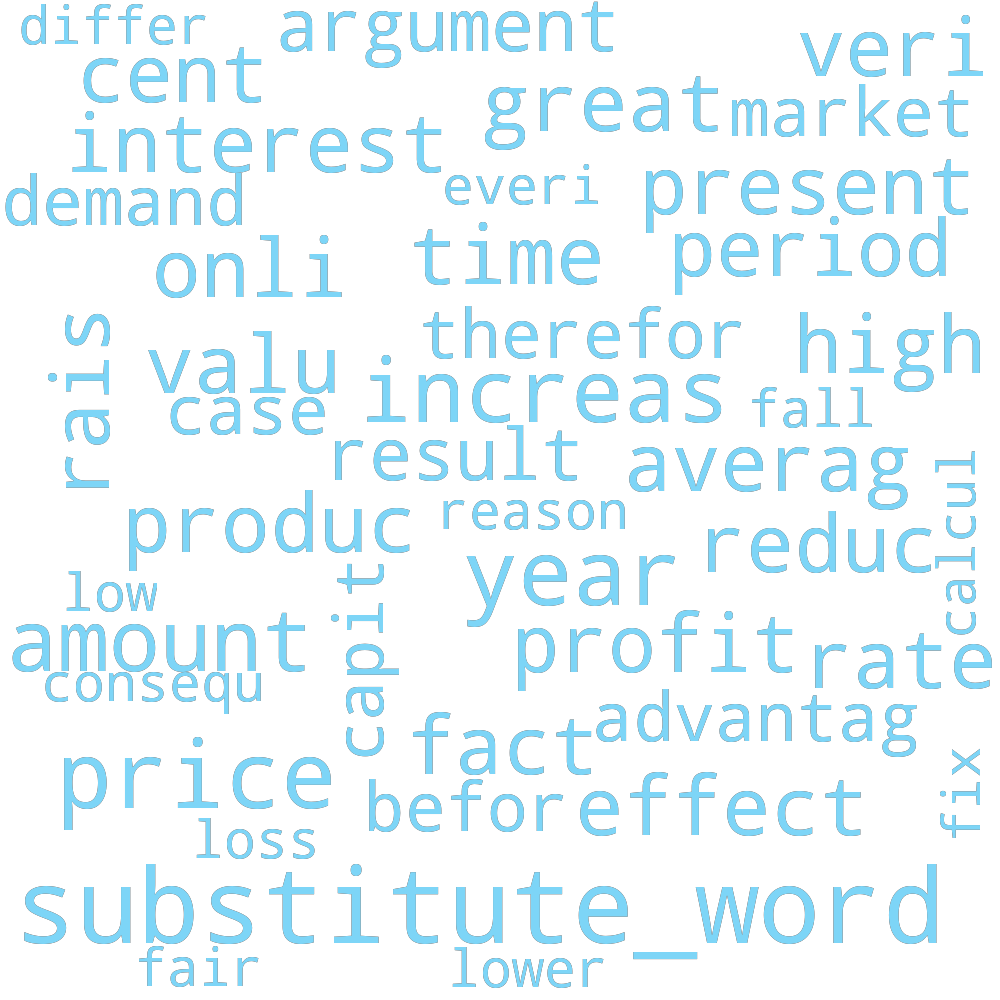 differ
argument
veri
cent
great
market
interest
demand
everi
present
onli
time
period
rais
valu
therefor
high
case
increas
fall
result
averag
calcul
produc
reason
reduc
low
year
capit
amount
profit
rate
consequ
advantag
fact
price
befor
effect
fix
loss
substitute_word
fair
lower